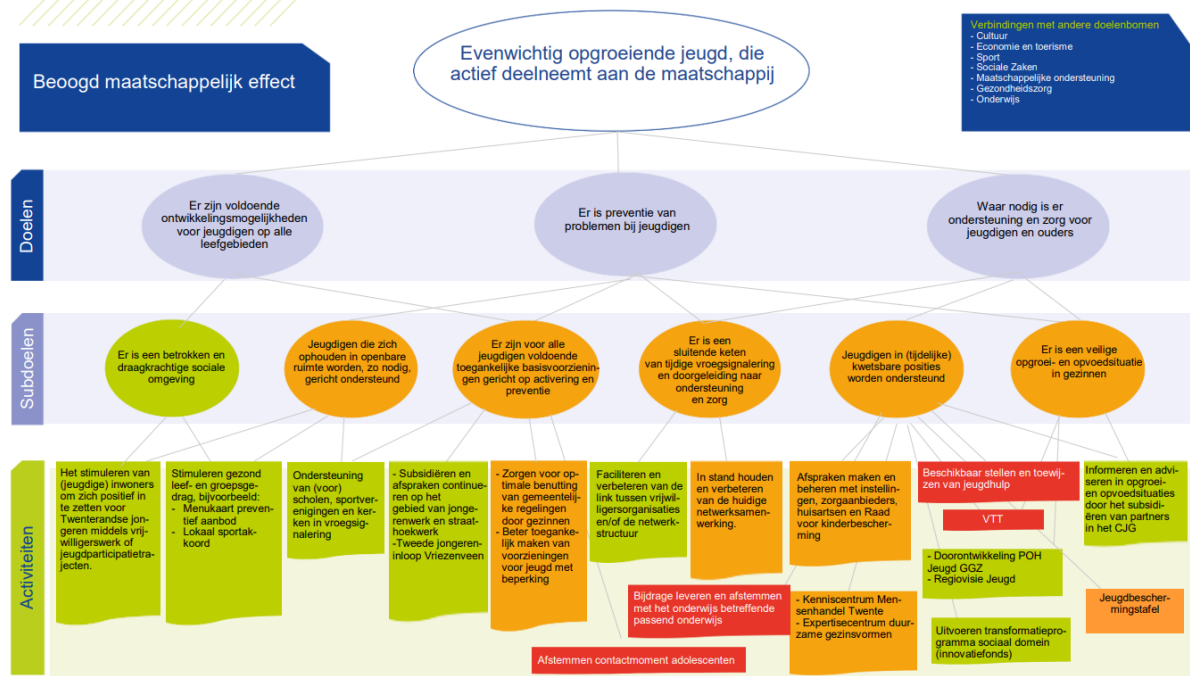 Beoogd maatschappelijk effect
Evenwichtig opgroeiende jeugd, die
actief deelneemt aan de maatschappij
Verbindingen met andere doelenbomen
- Cultuur
- Economie en toerisme
- Sport
- Sociale Zaken
- Maatschappelijke ondersteuning
- Gezondheidszorg
- Onderwijs
Doelen
Er zijn voldoende
ontwikkelingsmogelijkheden
voor jeugdigen op alle
leefgebieden
Er is preventie van
problemen bij jeugdigen
Waar nodig is er
ondersteuning en zorg voor
jeugdigen en ouders
Subdoelen
Er is een betrokken en
draagkrachtige sociale
omgeving
Jeugdigen die zich
ophouden in openbare
ruimte worden, zo nodig,
gericht ondersteund
Er zijn voor alle
jeugdigen voldoende
toegankelijke basisvoorzienin-
gen gericht op activering en
preventie
Er is een
sluitende keten
van tijdige vroegsignalering
en doorgeleiding naar
ondersteuning
en zorg
Jeugdigen in (tijdelijke)
kwetsbare posities
worden ondersteund
Er is een veilige
opgroei- en opvoedsituatie
in gezinnen
Activiteiten
Het stimuleren van
(jeugdige) inwoners
om zich positief in
te zetten voor
Twenterandse jon-
geren middels vrij-
willigerswerk of
jeugdparticipatietra-
jecten.
Stimuleren gezond
leef- en groepsge-
drag, bijvoorbeeld:
- Menukaart preven-
tief aanbod
- Lokaal sportak-
koord
Ondersteuning
van (voor)
scholen, sportver-
enigingen en ker-
ken in vroegsig-
nalering
- Subsidiëren en
afspraken continue-
ren op het
gebied van jonge-
renwerk en straat-
hoekwerk
-Tweede jongeren-
inloop Vriezenveen
- Zorgen voor op-
timale benutting
van gemeentelij-
ke regelingen
door gezinnen
- Beter toegange-
kelijk maken van
voorzieningen
voor jeugd met
beperking
Faciliteren en
verbeteren van de
link tussen vrijwil-
ligersorganisaties
en/of de netwerk-
structuur
In stand houden
en verbeteren
van de huidige
netwerksamen-
werking.
Afspraken maken en
beheren met instellin-
gen, zorgaanbieders,
huisartsen en Raad
voor kinderbescher-
ming
Beschikbaar stellen en toewij-
zen van jeugdhulp
VTT
Informeren en advi-
seren in opgroei-
en opvoedsituaties
door het subsidi-
ëren van partners
in het CJG
- Doorontwikkeling POH
Jeugd GGZ
- Regiovisie Jeugd
Bijdrage leveren en afstemmen
met het onderwijs betreffende
passend onderwijs
- Kenniscentrum Men-
senhandel Twente
- Expertisecentrum duur-
zame gezinsvormen
Jeugdbescher-
mingstafel
Uitvoeren transformatiepro-
gramma sociaal domein
(innovatiefonds)
Afstemmen contactmoment adolescenten